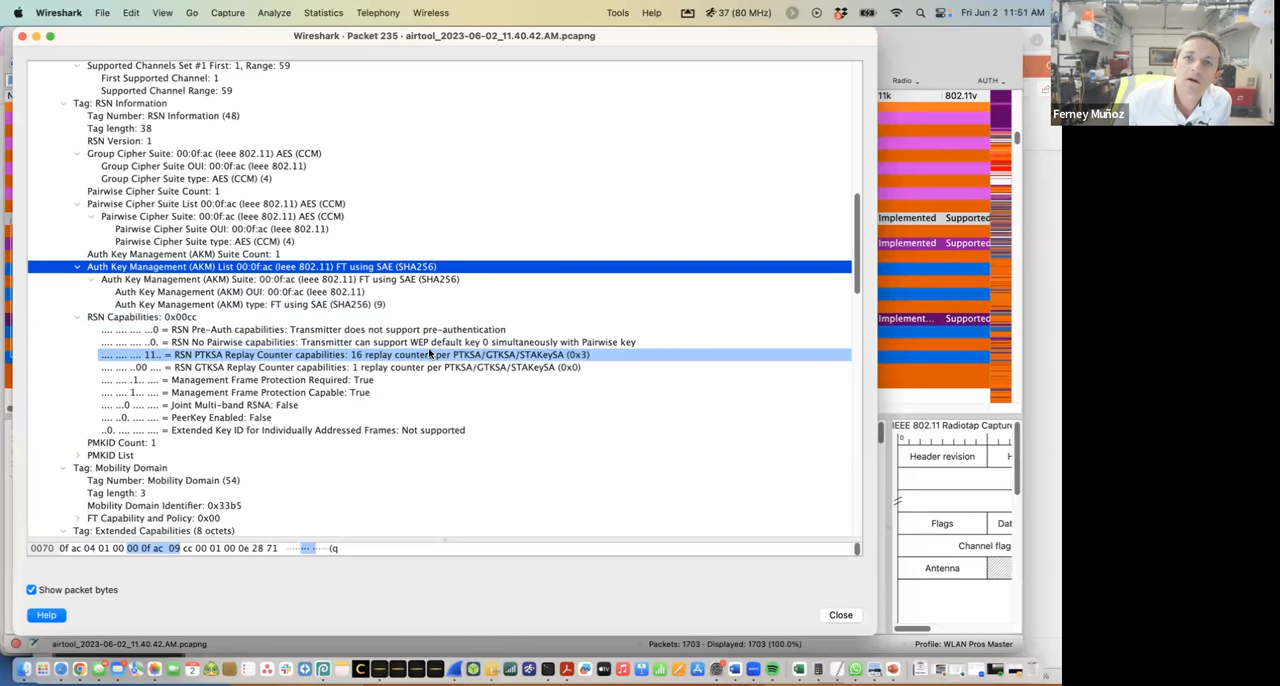 Wireshark File Edit View Go Capture Analyze Statistics Telephony Wireless Tools Help 37 (80 MHz) Fri Jun 2 11:51 AM
Wireshark · Packet 235 · airtool_2023-06-02_11.40.42.AM.pcapng
Supported Channels Set #1 First: 1, Range: 59
First Supported Channel: 1
Supported Channel Range: 59
Tag: RSN Information
Tag Number: RSN Information (48)
Tag length: 38
RSN Version: 1
Group Cipher Suite: 00:0f:ac (Ieee 802.11) AES (CCM)
Group Cipher Suite OUI: 00:0f:ac (Ieee 802.11)
Group Cipher Suite type: AES (CCM) (4)
Pairwise Cipher Suite Count: 1
Pairwise Cipher Suite List 00:0f:ac (Ieee 802.11) AES (CCM)
Pairwise Cipher Suite: 00:0f:ac (Ieee 802.11) AES (CCM)
Pairwise Cipher Suite OUI: 00:0f:ac (Ieee 802.11)
Pairwise Cipher Suite type: AES (CCM) (4)
Auth Key Management (AKM) Suite Count: 1
Auth Key Management (AKM) List 00:0f:ac (Ieee 802.11) FT using SAE (SHA256)
Auth Key Management (AKM) Suite: 00:0f:ac (Ieee 802.11) FT using SAE (SHA256)
Auth Key Management (AKM) OUI: 00:0f:ac (Ieee 802.11)
Auth Key Management (AKM) type: FT using SAE (SHA256) (9)
RSN Capabilities: 0x00cc
.... .... .... ...0 = RSN Pre-Auth capabilities: Transmitter does not support pre-authentication
.... .... .... ..0. = RSN No Pairwise capabilities: Transmitter can support WEP default key 0 simultaneously with Pairwise key
.... .... .... 11.. = RSN PTKSA Replay Counter capabilities: 16 replay counters per PTKSA/GTKSA/STAKeySA (0x3)
.... .... ..00 .... = RSN GTKSA Replay Counter capabilities: 1 replay counter per PTKSA/GTKSA/STAKeySA (0x0)
.... .... .1.. .... = Management Frame Protection Required: True
.... .... 1... .... = Management Frame Protection Capable: True
.... ...0 .... .... = Joint Multi-band RSNA: False
.... ..0. .... .... = PeerKey Enabled: False
..0. .... .... .... = Extended Key ID for Individually Addressed Frames: Not supported
PMKID Count: 1
PMKID List
Tag: Mobility Domain
Tag Number: Mobility Domain (54)
Tag length: 3
Mobility Domain Identifier: 0x33b5
FT Capability and Policy: 0x00
Tag: Extended Capabilities (8 octets)
0070 0f ac 04 01 00 00 0f ac 09 cc 00 01 00 0e 28 71 ········ ······(q
Show packet bytes
Help
Close
Radio AUTH
11k 802.11v
Implemented Supported
Implemented Supported
Implement... Supported
IEEE 802.11 Radiotap Captur
0
Header revision H
Flags Dat
Channel flag
Antenna
airtool_2023-06-02_11.40.42.AM.pcapng
Packets: 1703 · Displayed: 1703 (100.0%)
Profile: WLAN Pros Master
Ferney Muñoz